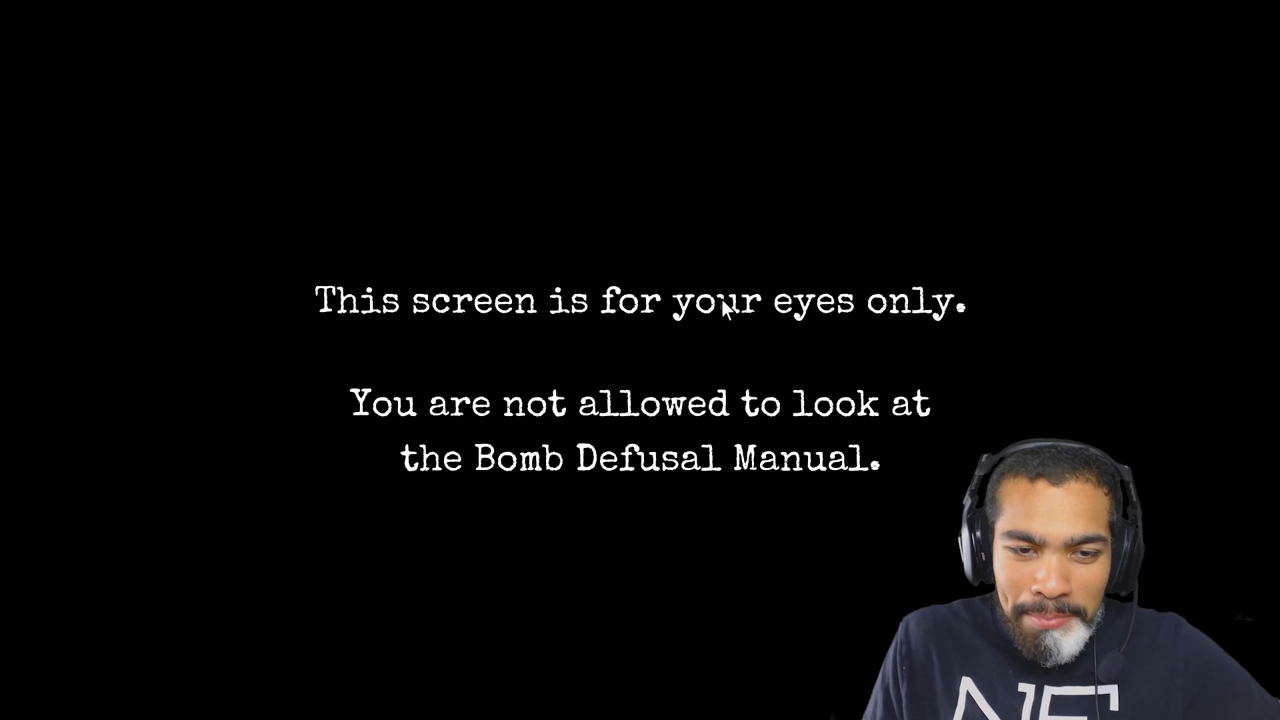 This screen is for your eyes only.
You are not allowed to look at
the Bomb Defusal Manual.